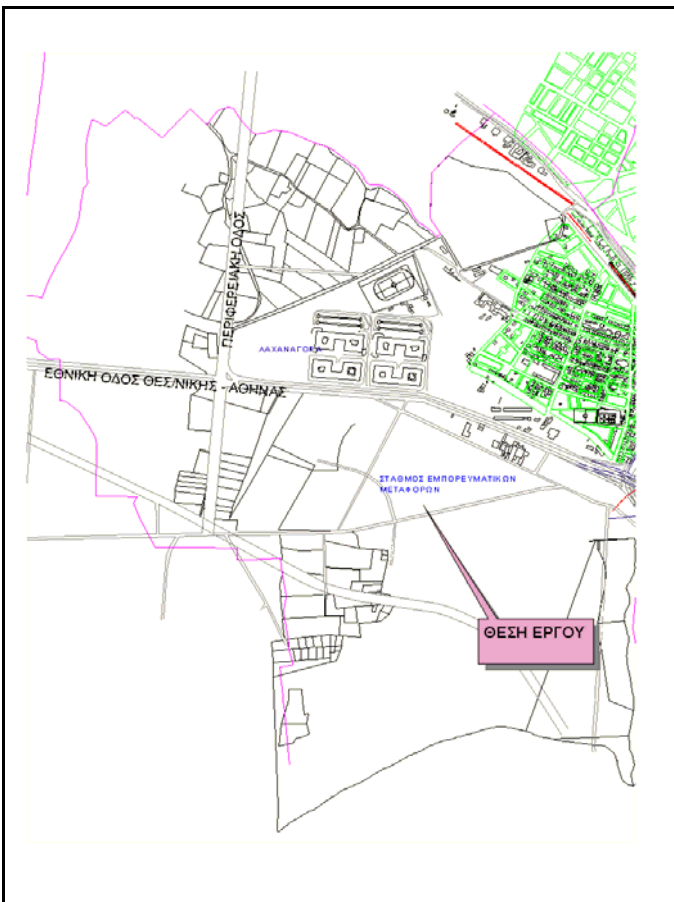 ΠΕΡΙΦΕΡΕΙΑΚΗ ΟΔΟΣ
ΛΑΧΑΝΑΓΟΡΑ
ΕΘΝΙΚΗ ΟΔΟΣ ΘΕΣ/ΝΙΚΗΣ - ΑΘΗΝΑΣ
ΣΤΑΘΜΟΣ ΕΜΠΟΡΕΥΜΑΤΙΚΩΝ
ΜΕΤΑΦΟΡΩΝ
ΘΕΣΗ ΕΡΓΟΥ